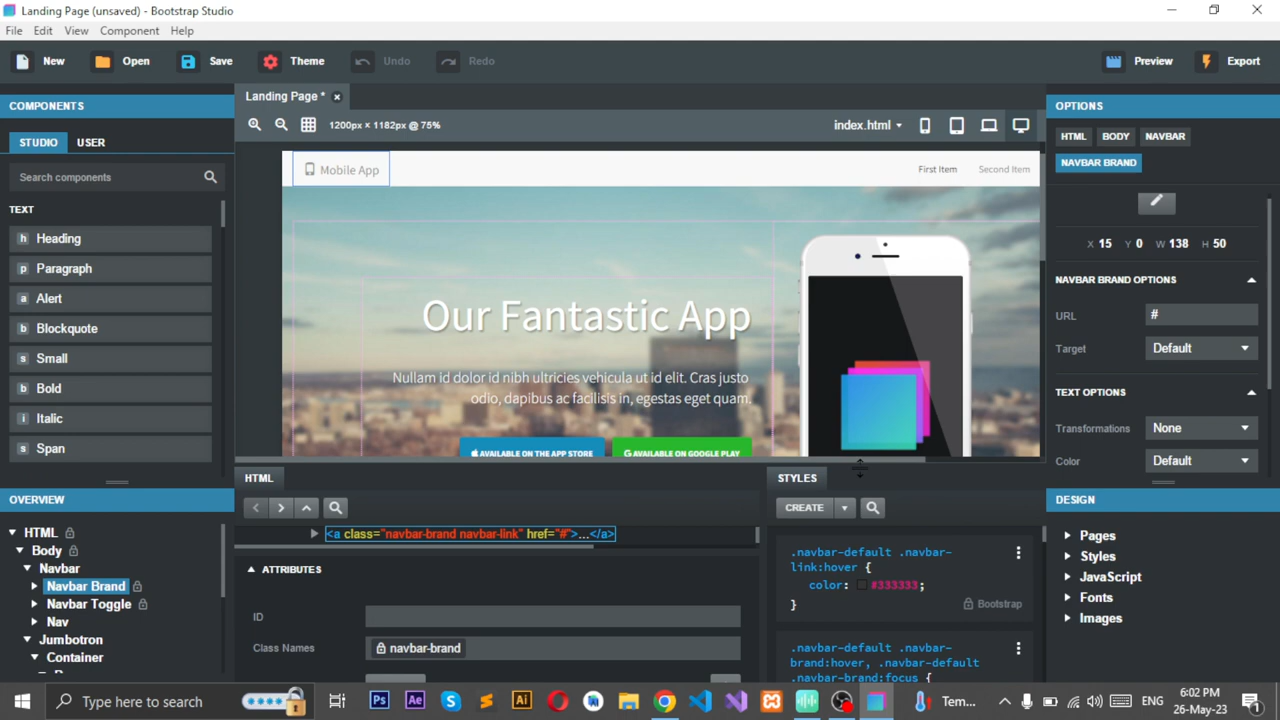 Landing Page (unsaved) - Bootstrap Studio
File Edit View Component Help
New Open Save Theme Undo Redo Preview Export
COMPONENTS
STUDIO USER
Search components
TEXT
h Heading
p Paragraph
a Alert
b Blockquote
s Small
b Bold
i Italic
s Span
OVERVIEW
HTML
Body
Navbar
Navbar Brand
Navbar Toggle
Nav
Jumbotron
Container
Landing Page *
1200px × 1182px @ 75%
index.html
Mobile App
First Item Second Item
Our Fantastic App
Nullam id dolor id nibh ultricies vehicula ut id elit. Cras justo
odio, dapibus ac facilisis in, egestas eget quam.
AVAILABLE ON THE APP STORE
G AVAILABLE ON GOOGLE PLAY
HTML
<a class="navbar-brand navbar-link" href="#">...</a>
ATTRIBUTES
ID
Class Names navbar-brand
STYLES
CREATE
.navbar-default .navbar-
link:hover {
color: #333333;
}
Bootstrap
.navbar-default .navbar-
brand:hover, .navbar-default
.navbar-brand:focus {
OPTIONS
HTML BODY NAVBAR
NAVBAR BRAND
X 15 Y 0 W 138 H 50
NAVBAR BRAND OPTIONS
URL #
Target Default
TEXT OPTIONS
Transformations None
Color Default
DESIGN
Pages
Styles
JavaScript
Fonts
Images
Type here to search
Ps Ae S Ai
Tem...
ENG
6:02 PM
26-May-23
1